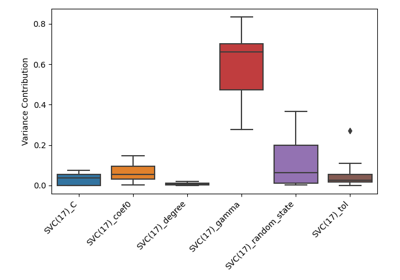 Variance Contribution
0.8
0.6
0.4
0.2
0.0
SVC(17)_C
SVC(17)_coef0
SVC(17)_degree
SVC(17)_gamma
SVC(17)_random_state
SVC(17)_tol